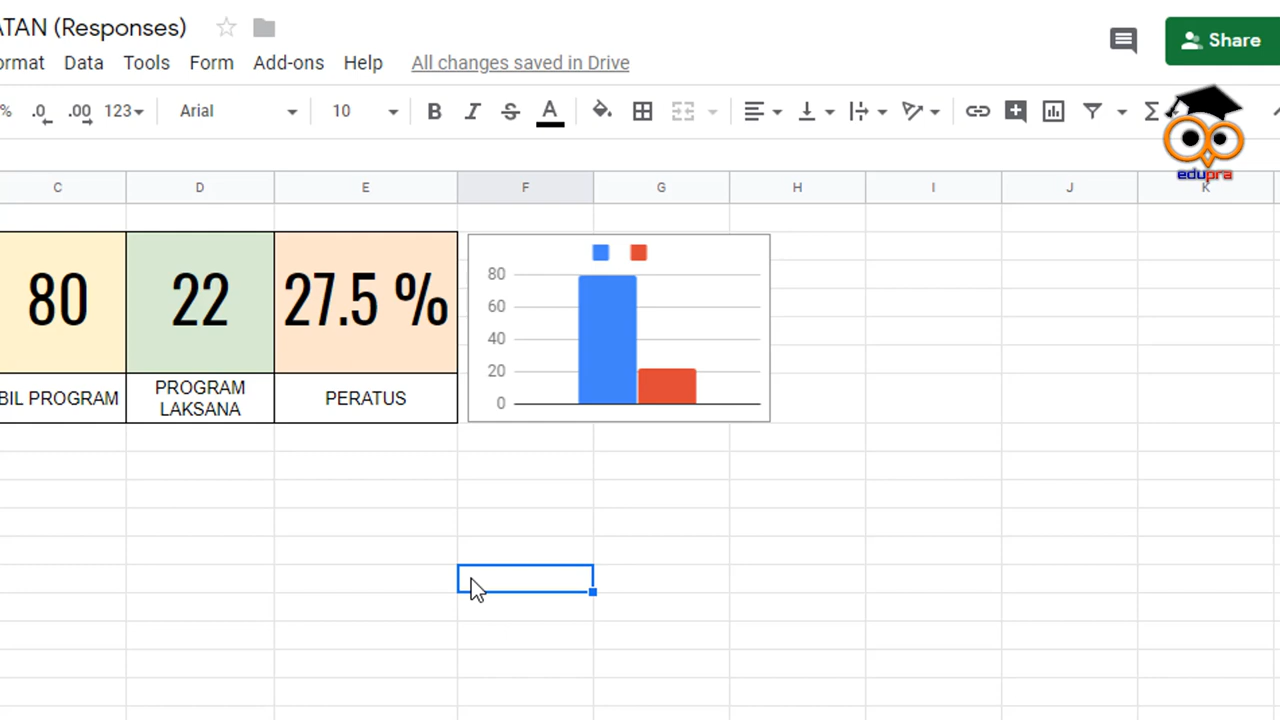 ATAN (Responses)
ormat Data Tools Form Add-ons Help All changes saved in Drive
Share
% .0 .00 123 Arial 10 B I S A Σ
edupra
C D E F G H I J K
80 22 27.5 %
BIL PROGRAM PROGRAM LAKSANA PERATUS
80
60
40
20
0